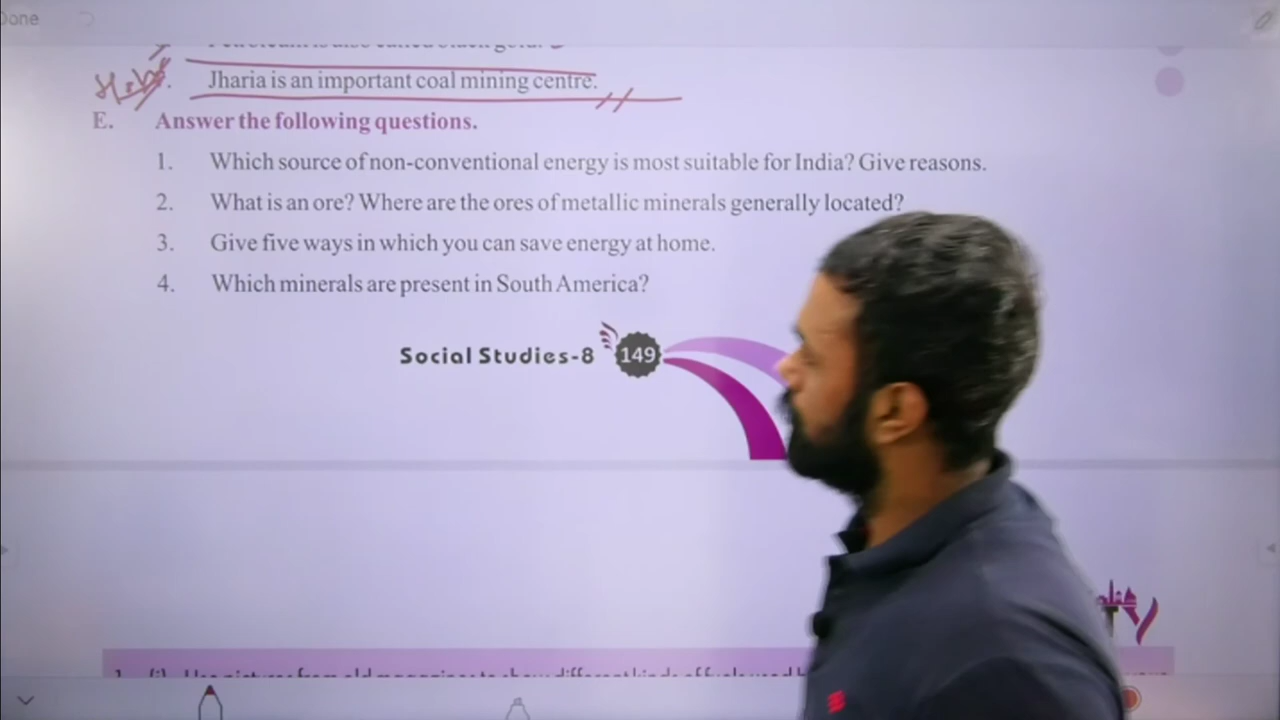 Done
Jharia is an important coal mining centre.
E. Answer the following questions.
1. Which source of non-conventional energy is most suitable for India? Give reasons.
2. What is an ore? Where are the ores of metallic minerals generally located?
3. Give five ways in which you can save energy at home.
4. Which minerals are present in South America?
Social Studies-8 149